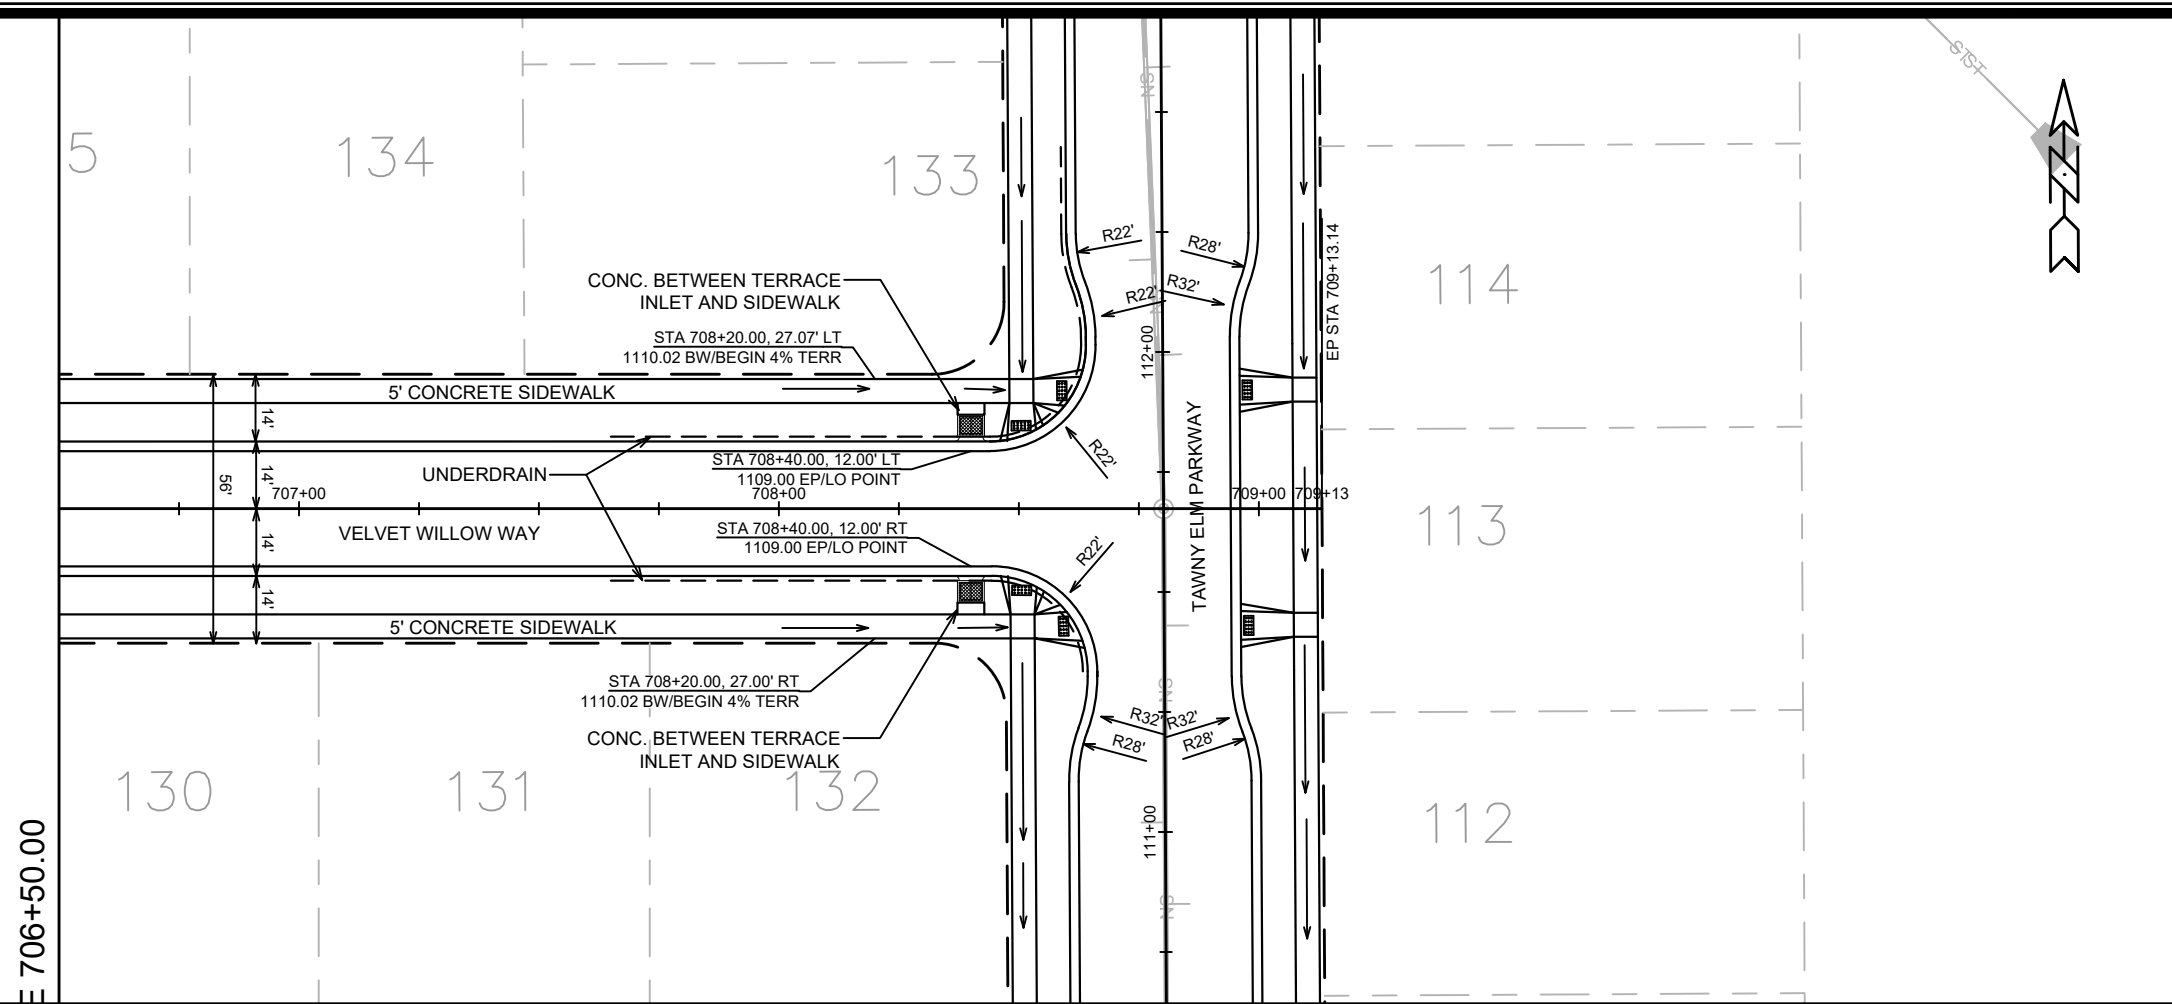 STST
5
134
133
NS
114
R22'
R28'
R22'
R32'
EP STA 709+13.14
CONC. BETWEEN TERRACE
INLET AND SIDEWALK
STA 708+20.00, 27.07' LT
1110.02 BW/BEGIN 4% TERR
112+00
5' CONCRETE SIDEWALK
14'
14'
56'
14'
14'
UNDERDRAIN
STA 708+40.00, 12.00' LT
1109.00 EP/LO POINT
R22'
TAWNY ELM PARKWAY
707+00
708+00
709+00
709+13
VELVET WILLOW WAY
STA 708+40.00, 12.00' RT
1109.00 EP/LO POINT
R22'
113
5' CONCRETE SIDEWALK
STA 708+20.00, 27.00' RT
1110.02 BW/BEGIN 4% TERR
NS
CONC. BETWEEN TERRACE
INLET AND SIDEWALK
R32'
R32'
R28'
R28'
130
131
132
111+00
112
NS
E 706+50.00